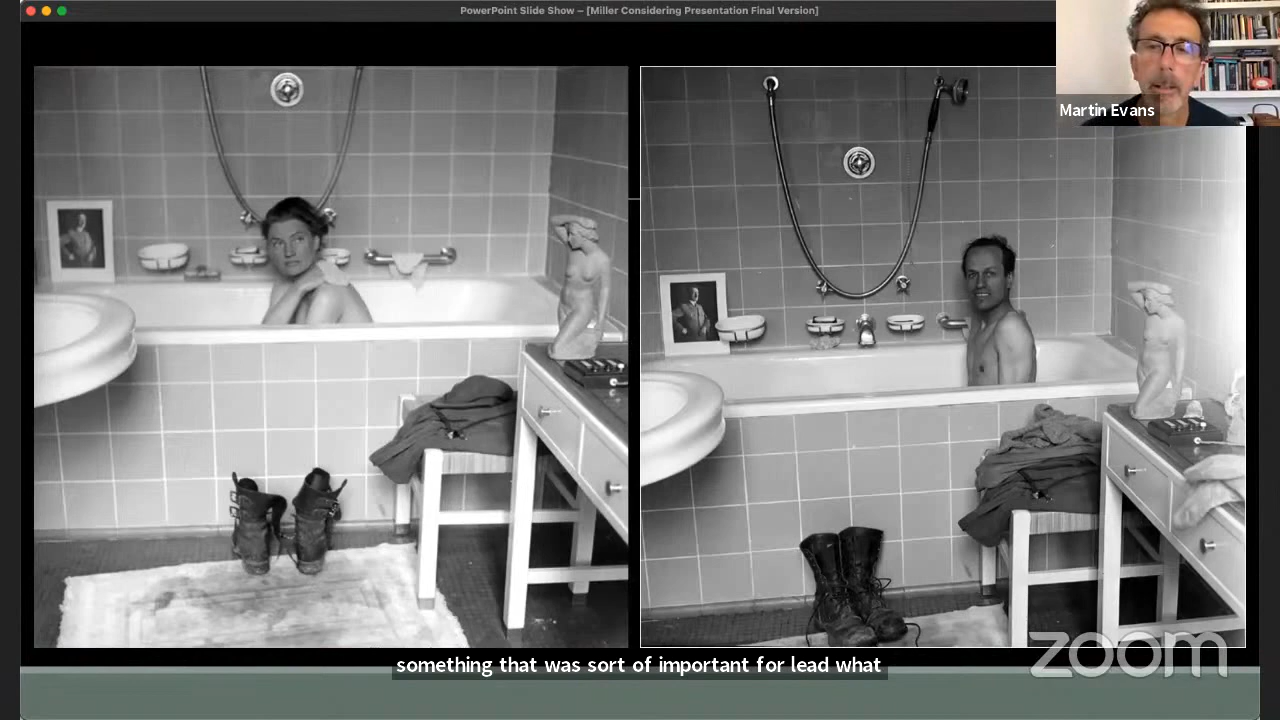 PowerPoint Slide Show – [Miller Considering Presentation Final Version]
Martin Evans
something that was sort of important for lead what
zoom